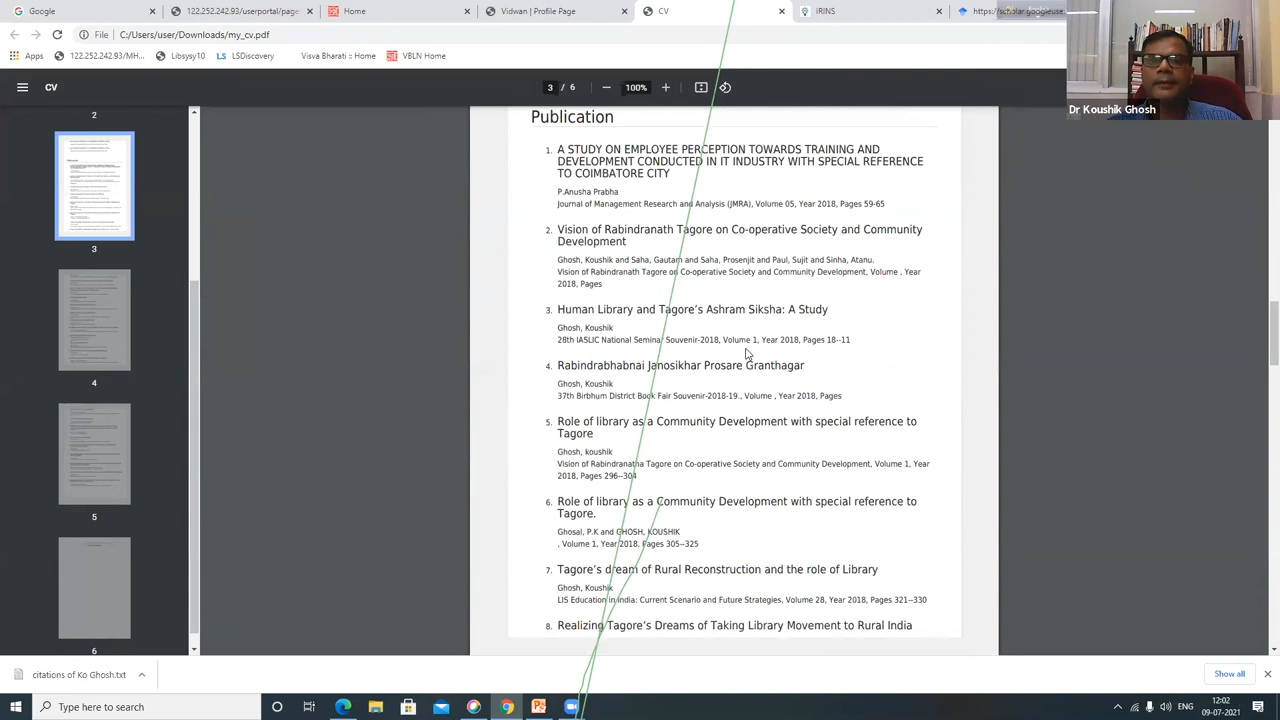 Google
122.252.242.93/userportal/pages
Home
Vidwan | Profile Page
CV
IRINS
https://scholar.googleuse
File
C:/Users/user/Downloads/my_cv.pdf
Apps
122.252.242.93/MH...
Libsysy10
LSDiscovery
Visva Bharati :: Home
VBLN Home
CV
3 / 6
100%
Dr Koushik Ghosh
2
3
4
5
6
Publication
1. A STUDY ON EMPLOYEE PERCEPTION TOWARDS TRAINING AND
DEVELOPMENT CONDUCTED IN IT INDUSTRY WITH SPECIAL REFERENCE
TO COIMBATORE CITY
P.Anusha Prabha
Journal of Management Research and Analysis (JMRA), Volume 05, Year 2018, Pages 59-65
2. Vision of Rabindranath Tagore on Co-operative Society and Community
Development
Ghosh, Koushik and Saha, Gautam and Saha, Prosenjit and Paul, Sujit and Sinha, Atanu.
Vision of Rabindranath Tagore on Co-operative Society and Community Development, Volume , Year
2018, Pages
3. Human Library and Tagore's Ashram Siksha: A Study
Ghosh, Koushik
28th IASLIC National Seminar Souvenir-2018, Volume 1, Year 2018, Pages 18--11
4. Rabindrabhabnai Janosikhar Prosare Granthagar
Ghosh, Koushik
37th Birbhum District Book Fair Souvenir-2018-19., Volume , Year 2018, Pages
5. Role of library as a Community Development with special reference to
Tagore
Ghosh, koushik
Vision of Rabindranatha Tagore on Co-operative Society and Community Development, Volume 1, Year
2018, Pages 296--304
6. Role of library as a Community Development with special reference to
Tagore.
Ghosal, P.K and GHOSH, KOUSHIK
, Volume 1, Year 2018, Pages 305--325
7. Tagore's dream of Rural Reconstruction and the role of Library
Ghosh, Koushik
LIS Education in India: Current Scenario and Future Strategies, Volume 28, Year 2018, Pages 321--330
8. Realizing Tagore's Dreams of Taking Library Movement to Rural India
citations of Ko Ghosh.txt
Show all
Type here to search
ENG
12:02
09-07-2021